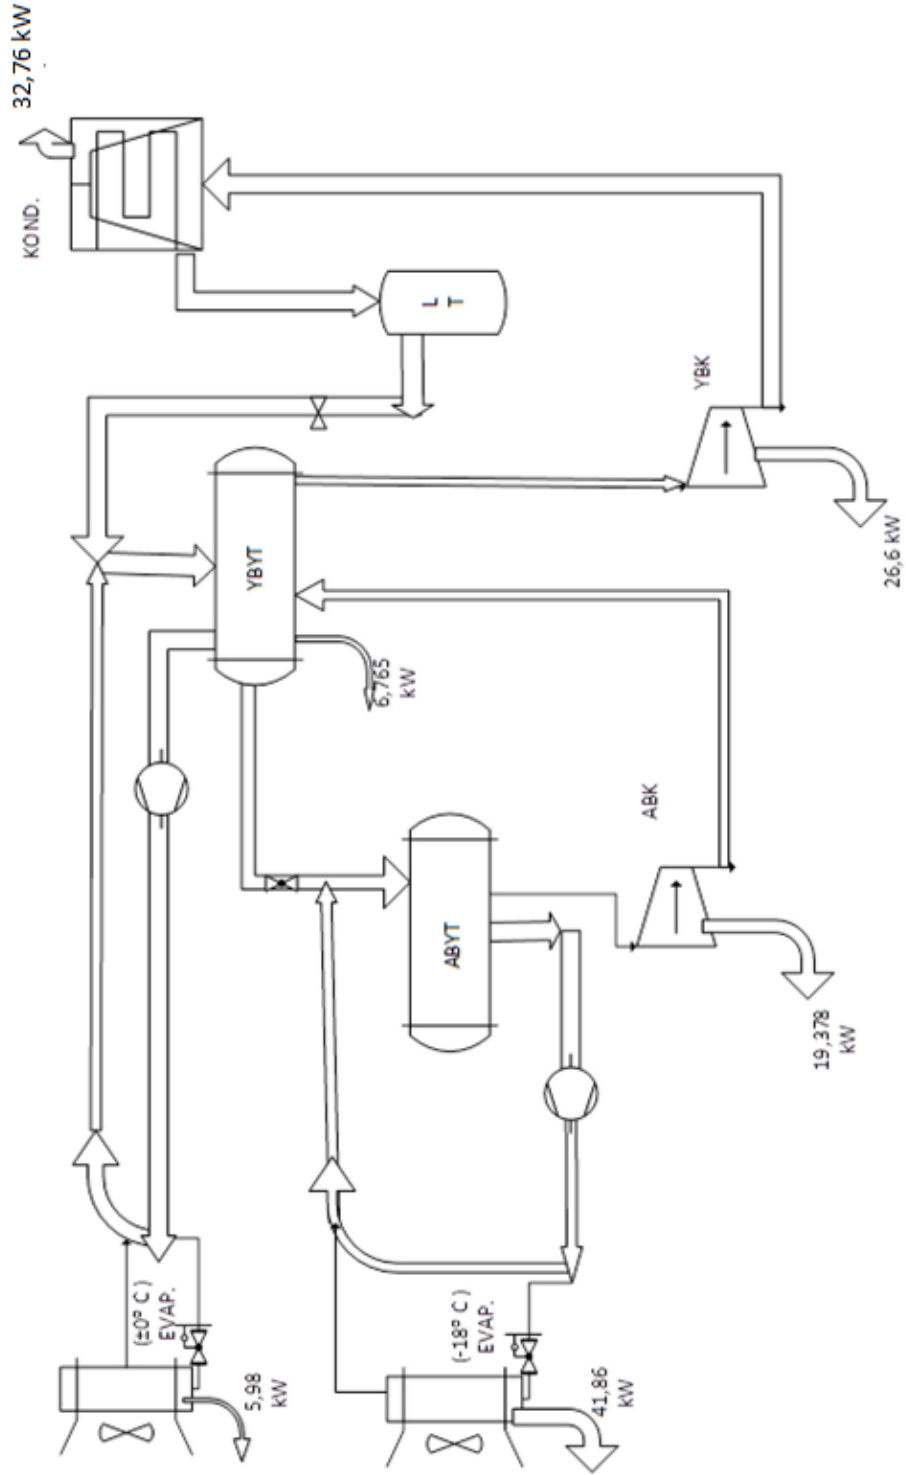 32,76 kW
KOND.
L
T
YBK
26,6 kW
YBYT
6,765
kW
ABK
ABYT
19,378
kW
(±0° C )
EVAP.
5,98
kW
(-18° C )
EVAP.
41,86
kW